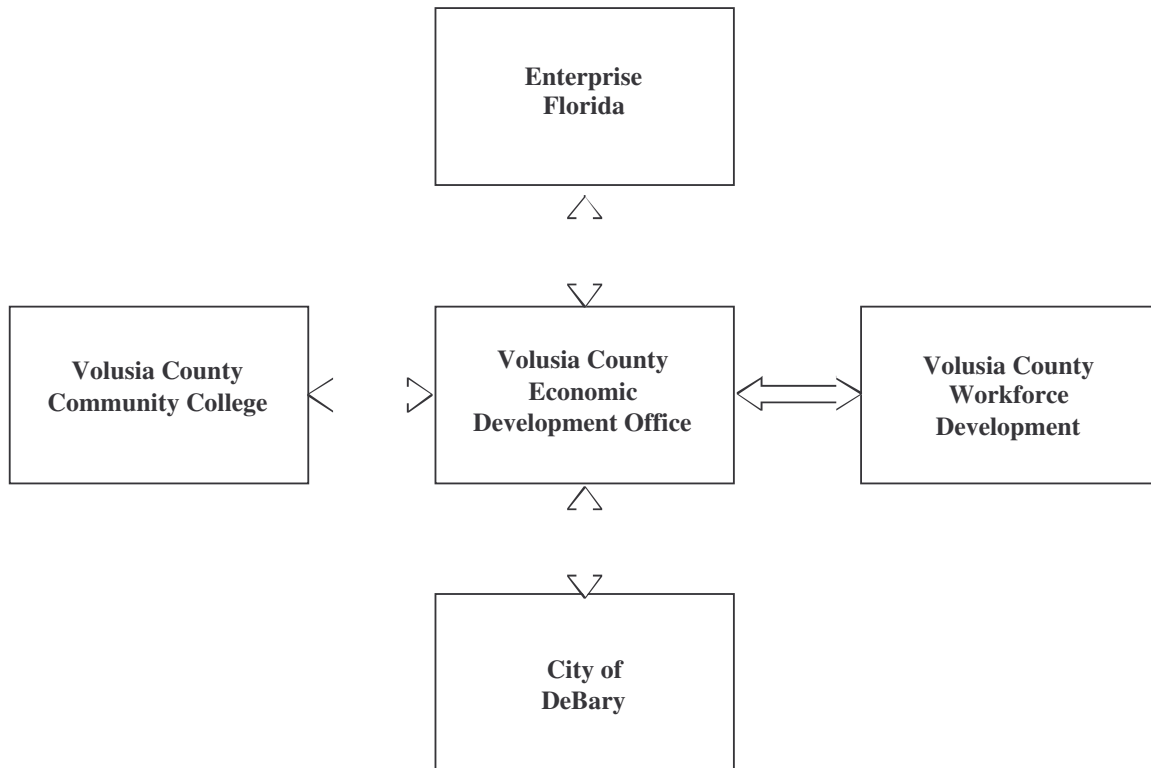 Enterprise
Florida
Volusia County
Community College
Volusia County
Economic
Development Office
Volusia County
Workforce
Development
City of
DeBary